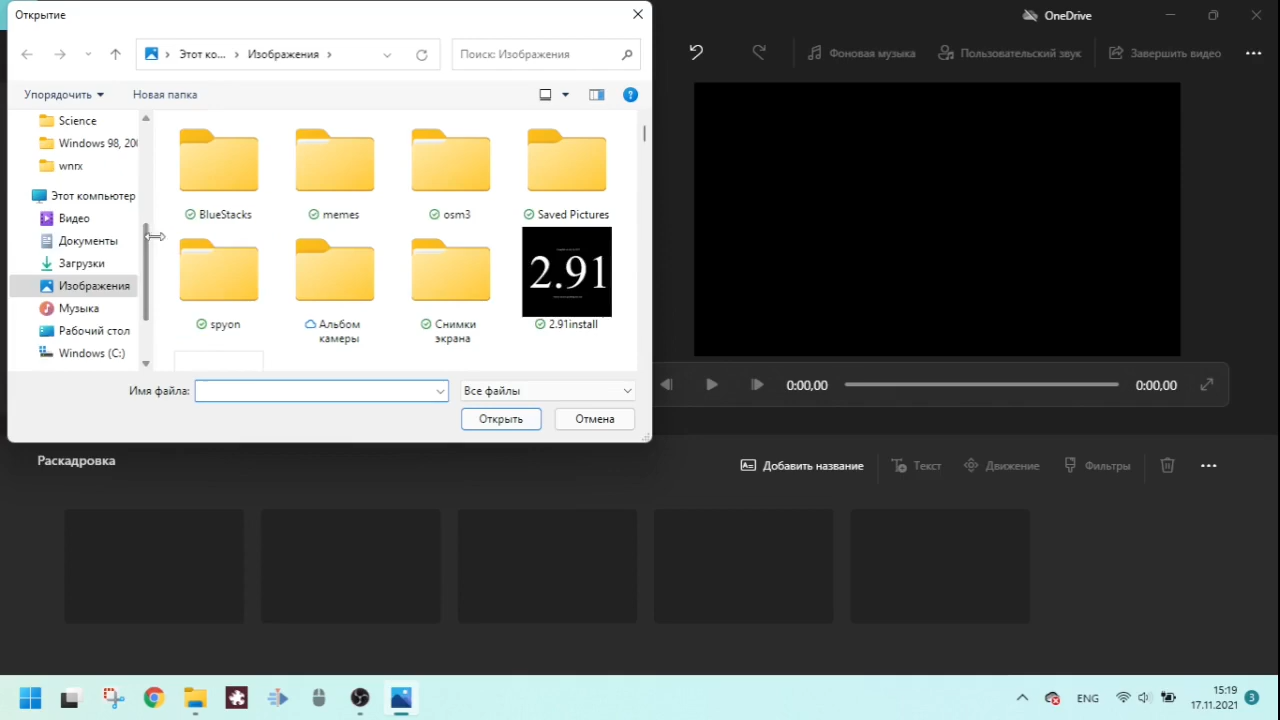 Открытие
OneDrive
Этот ко...
Изображения
Поиск: Изображения
Фоновая музыка
Пользовательский звук
Завершить видео
Упорядочить
Новая папка
Science
Windows 98, 200
wnrx
Этот компьютер
Видео
Документы
Загрузки
Изображения
Музыка
Рабочий стол
Windows (C:)
BlueStacks
memes
osm3
Saved Pictures
2.91
spyon
Альбом
камеры
Снимки
экрана
2.91install
Имя файла:
Все файлы
Открыть
Отмена
0:00,00
0:00,00
Раскадровка
Добавить название
Текст
Движение
Фильтры
ENG
15:19
17.11.2021
3